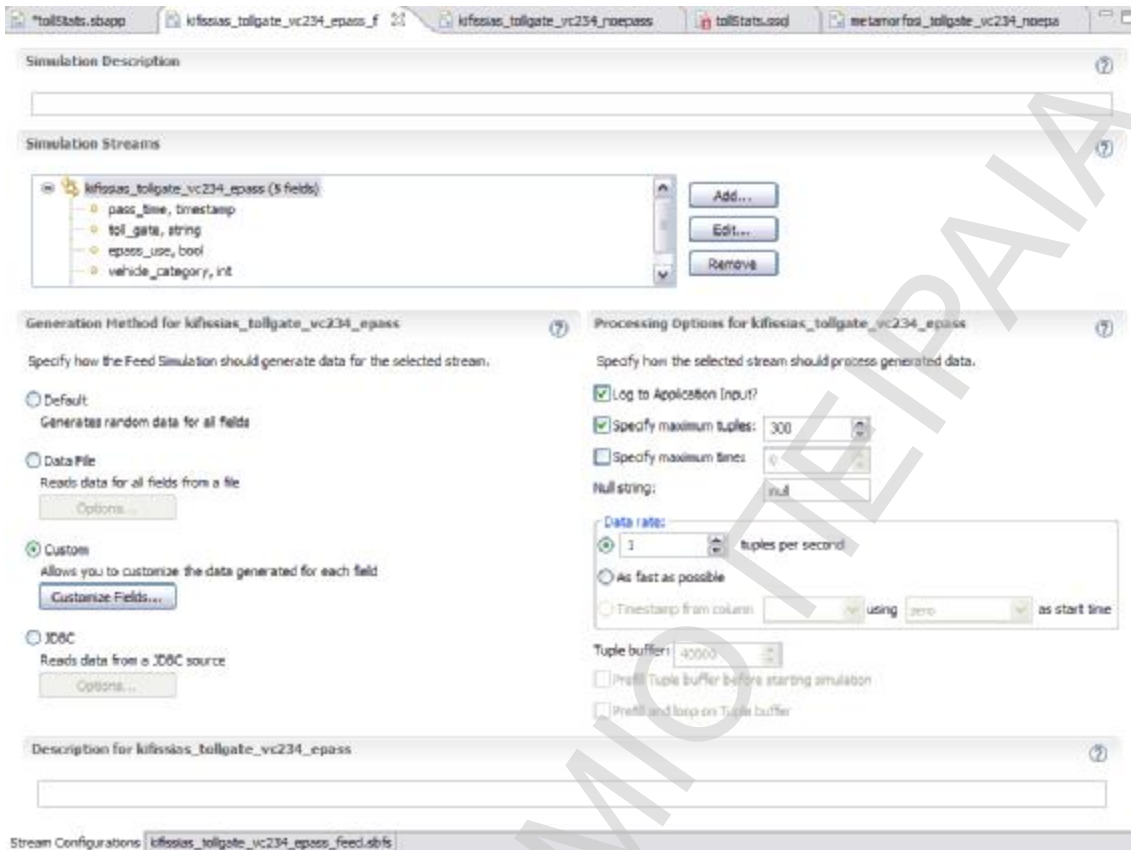 *tollStats.sbapp
kifissias_tollgate_vc234_epass_f
kifissias_tollgate_vc234_noepass
tollStats.ssql
metamorfosi_tollgate_vc234_noepa
Simulation Description
Simulation Streams
kifissias_tollgate_vc234_epass (5 fields)
pass_time, timestamp
toll_gate, string
epass_use, bool
vehicle_category, int
Add...
Edit...
Remove
Generation Method for kifissias_tollgate_vc234_epass
Specify how the Feed Simulation should generate data for the selected stream.
Default
Generates random data for all fields
Data File
Reads data for all fields from a file
Options...
Custom
Allows you to customize the data generated for each field
Customize Fields...
JDBC
Reads data from a JDBC source
Options...
Processing Options for kifissias_tollgate_vc234_epass
Specify how the selected stream should process generated data.
Log to Application Input?
Specify maximum tuples: 300
Specify maximum time: 0
Null string: null
Data rate:
tuples per second
As fast as possible
Timestamp from column using zero as start time
Tuple buffer: 40000
Prefill Tuple buffer before starting simulation
Prefill and loop on Tuple buffer
Description for kifissias_tollgate_vc234_epass
Stream Configurations kifissias_tollgate_vc234_epass_feed.sbfs
ΜΙΟ ΤΕΙΡΑΙΑ